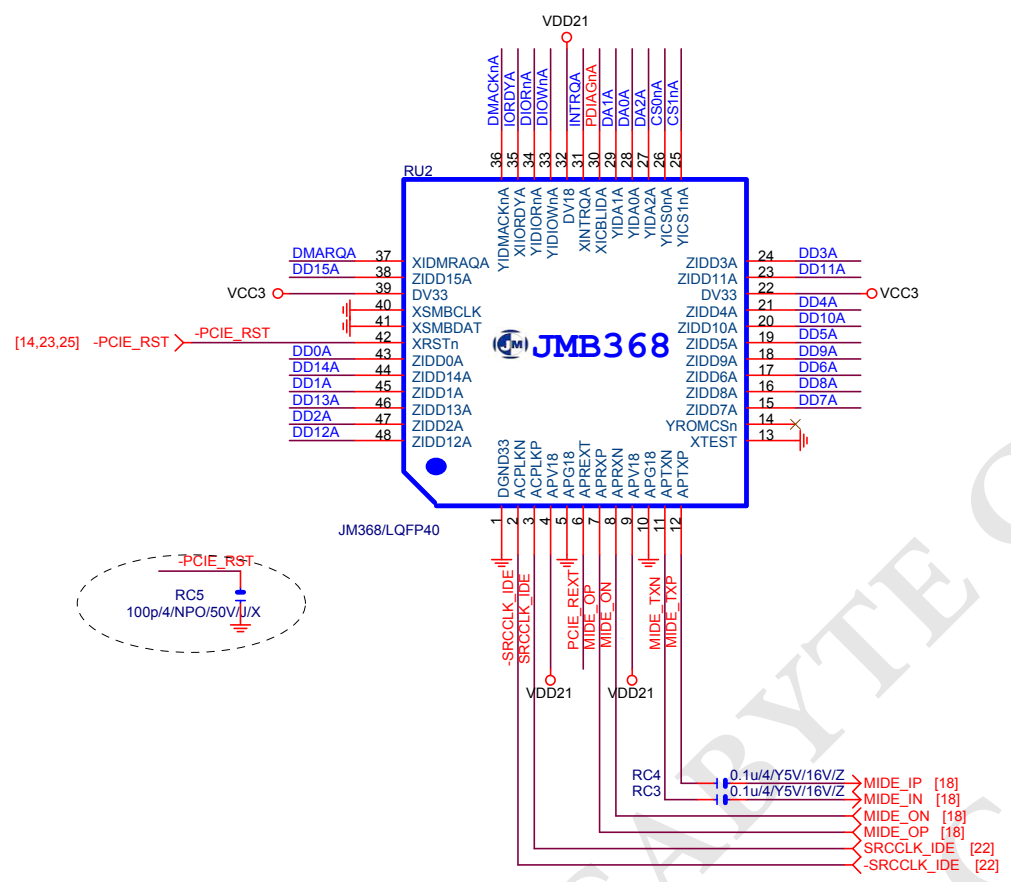 VDD21
DMACKnA
IORDYA
DIORnA
DIOWnA
INTRQA
PDIAGnA
DA1A
DA0A
DA2A
CS0nA
CS1nA
36
35
34
33
32
31
30
29
28
27
26
25
RU2
YIDMACKnA
XIIORDYA
YIDIORnA
YIDIOWnA
DV18
XINTRQA
XICBLIDA
YIDA1A
YIDA0A
YIDA2A
YICS0nA
YICS1nA
DMARQA 37 XIDMRAQA
DD15A 38 ZIDD15A
VCC3 39 DV33
40 XSMBCLK
41 XSMBDAT
[14,23,25] -PCIE_RST -PCIE_RST 42 XRSTn
DD0A 43 ZIDD0A
DD14A 44 ZIDD14A
DD1A 45 ZIDD1A
DD13A 46 ZIDD13A
DD2A 47 ZIDD2A
DD12A 48 ZIDD12A
JM JMB368
ZIDD3A 24 DD3A
ZIDD11A 23 DD11A
DV33 22 VCC3
ZIDD4A 21 DD4A
ZIDD10A 20 DD10A
ZIDD5A 19 DD5A
ZIDD9A 18 DD9A
ZIDD6A 17 DD6A
ZIDD8A 16 DD8A
ZIDD7A 15 DD7A
YROMCSn 14
XTEST 13
DGND33
ACPLKN
ACPLKP
APV18
APG18
APREXT
APRXP
APRXN
APV18
APG18
APTXN
APTXP
1
2
3
4
5
6
7
8
9
10
11
12
JM368/LQFP40
-SRCCLK_IDE
SRCCLK_IDE
PCIE_REXT
MIDE_OP
MIDE_ON
MIDE_TXN
MIDE_TXP
VDD21
VDD21
-PCIE_RST
RC5
100p/4/NPO/50V/J/X
RC4 0.1u/4/Y5V/16V/Z MIDE_IP [18]
RC3 0.1u/4/Y5V/16V/Z MIDE_IN [18]
MIDE_ON [18]
MIDE_OP [18]
SRCCLK_IDE [22]
-SRCCLK_IDE [22]